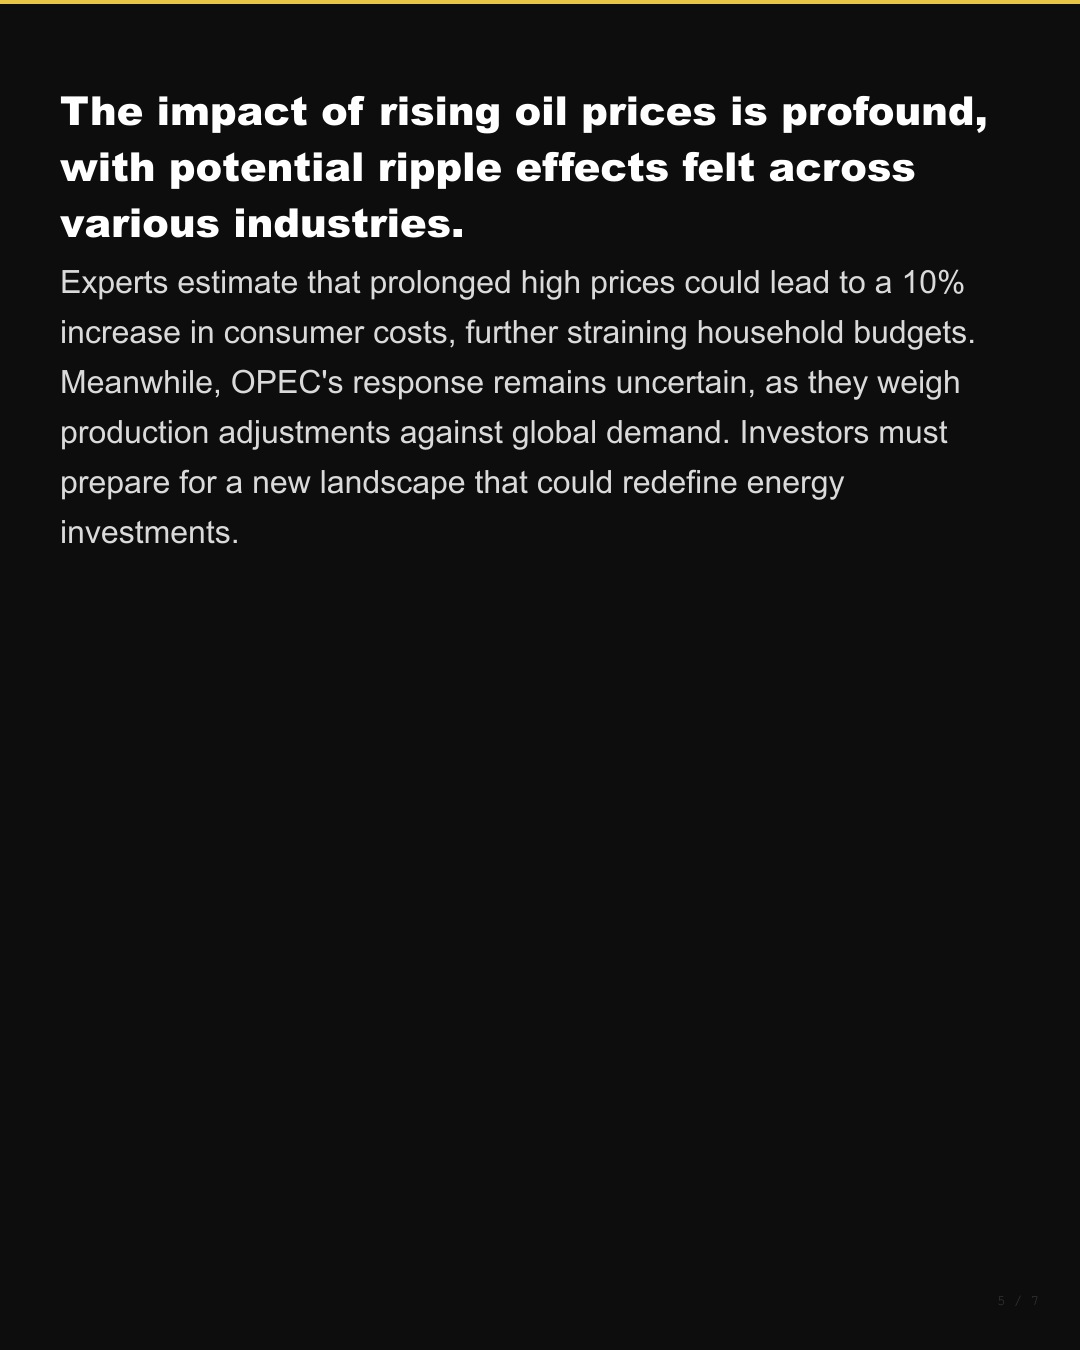 The impact of rising oil prices is profound,
with potential ripple effects felt across
various industries.
Experts estimate that prolonged high prices could lead to a 10%
increase in consumer costs, further straining household budgets.
Meanwhile, OPEC's response remains uncertain, as they weigh
production adjustments against global demand. Investors must
prepare for a new landscape that could redefine energy
investments.
5 / 7